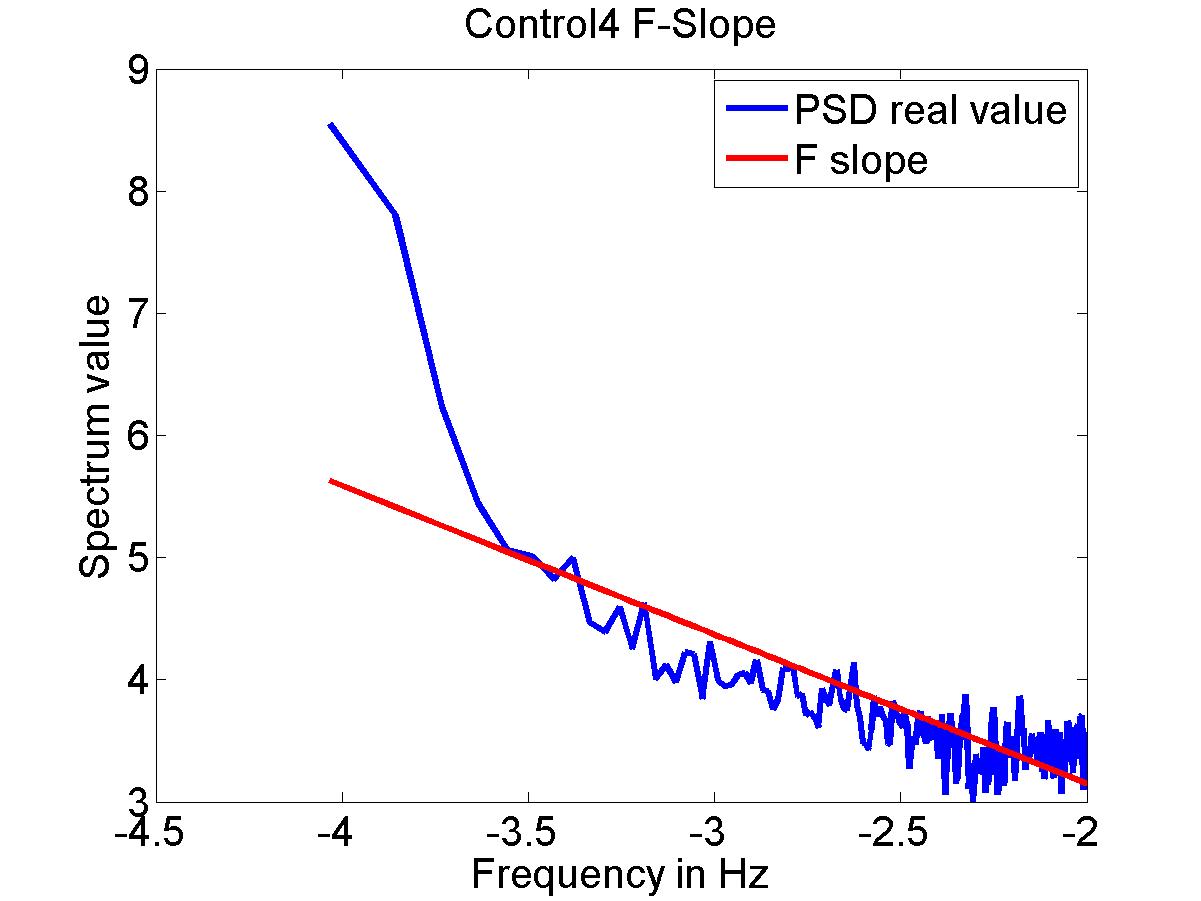 Control4 F-Slope
PSD real value
F slope
9
8
7
6
5
4
3
Spectrum value
-4.5 -4 -3.5 -3 -2.5 -2
Frequency in Hz